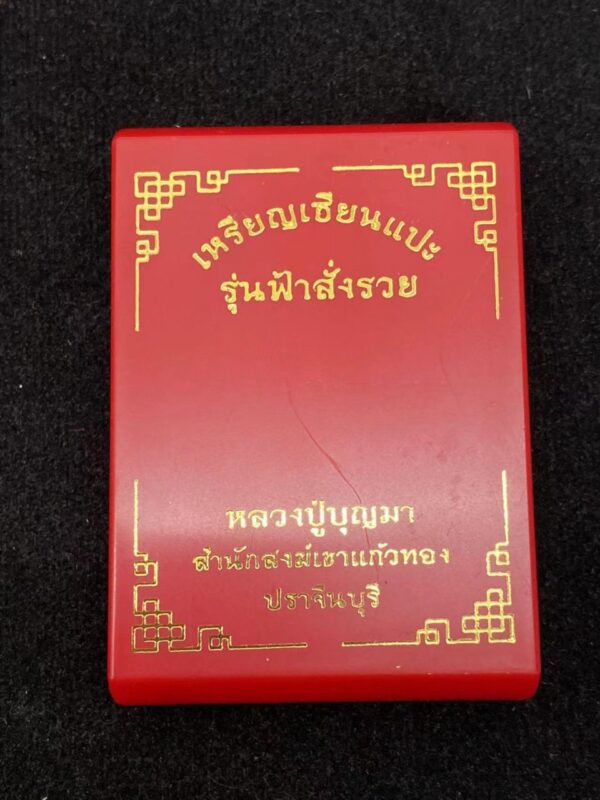 เหรียญเซียนแปะ
รุ่นฟ้าสั่งรวย
หลวงปู่บุญมา
สำนักสงฆ์เขาแก้วทอง
ปราจีนบุรี